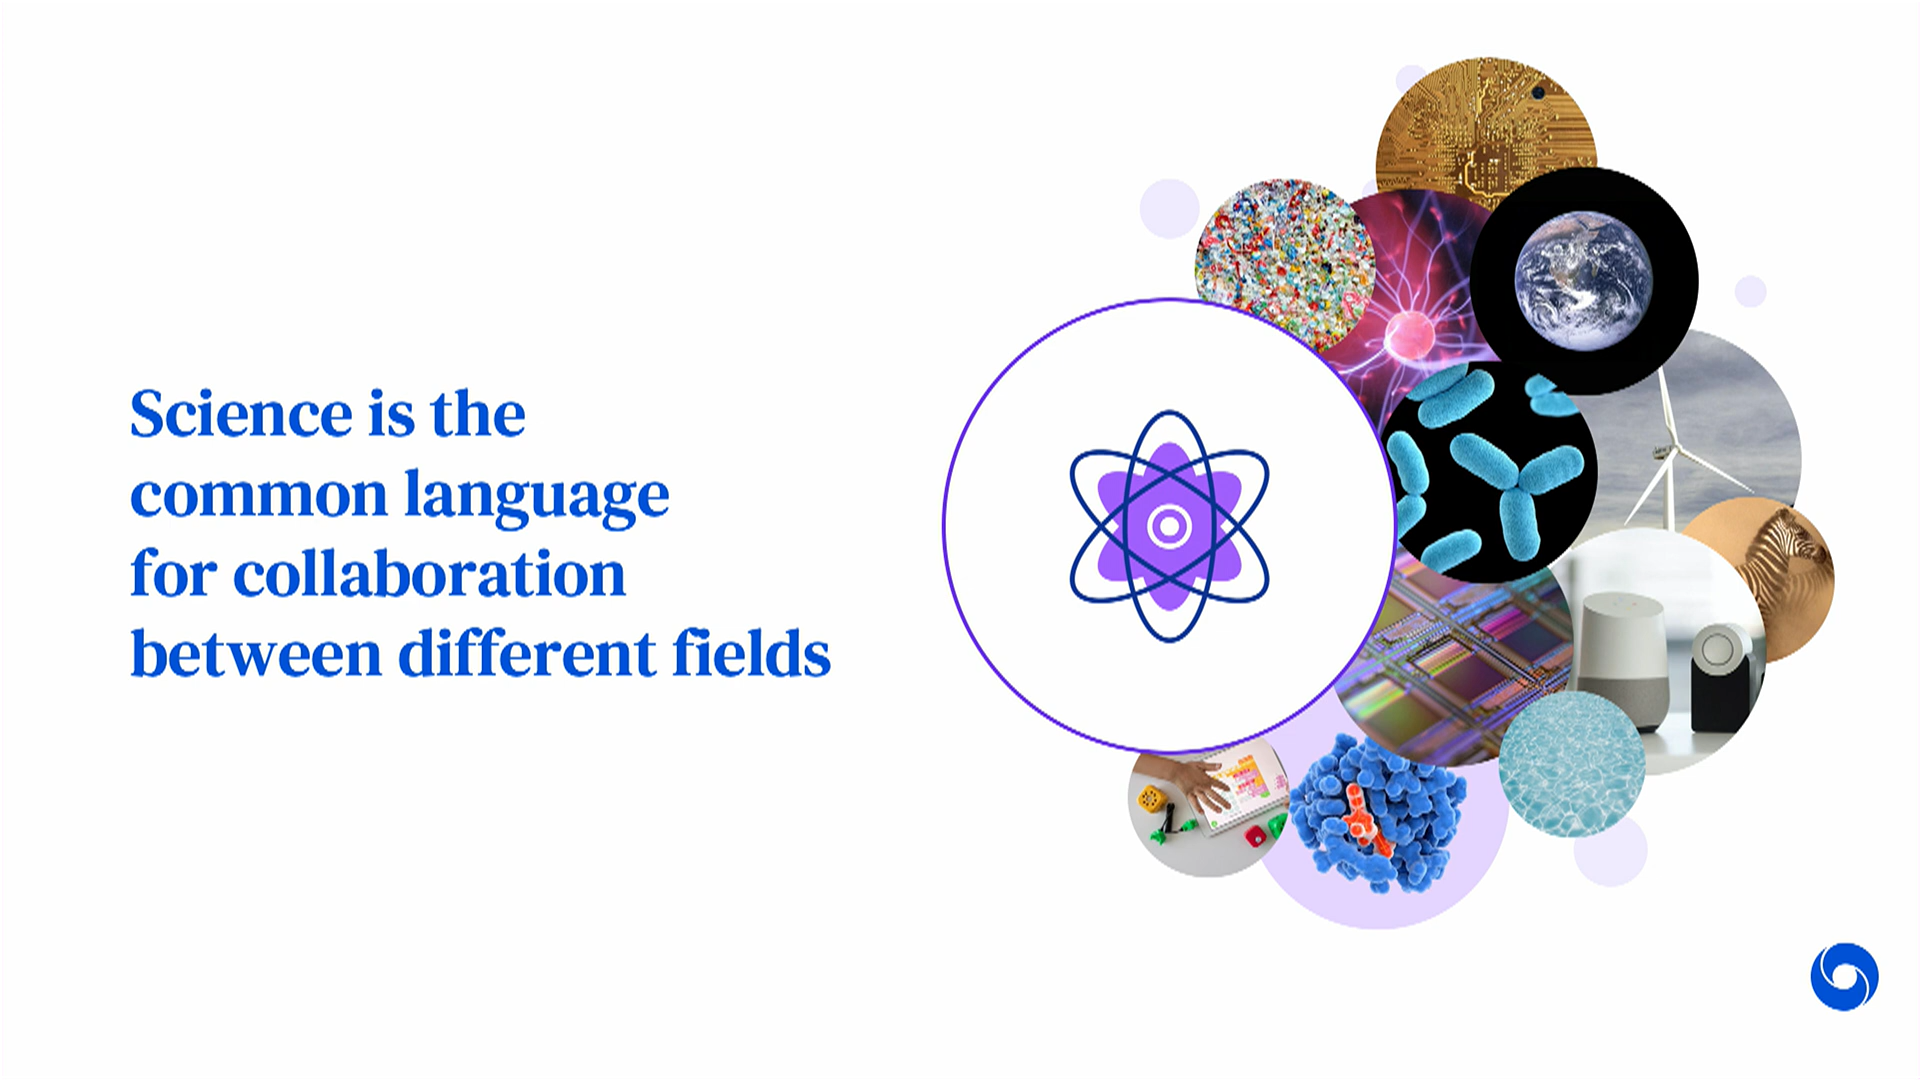 Science is the
common language
for collaboration
between different fields